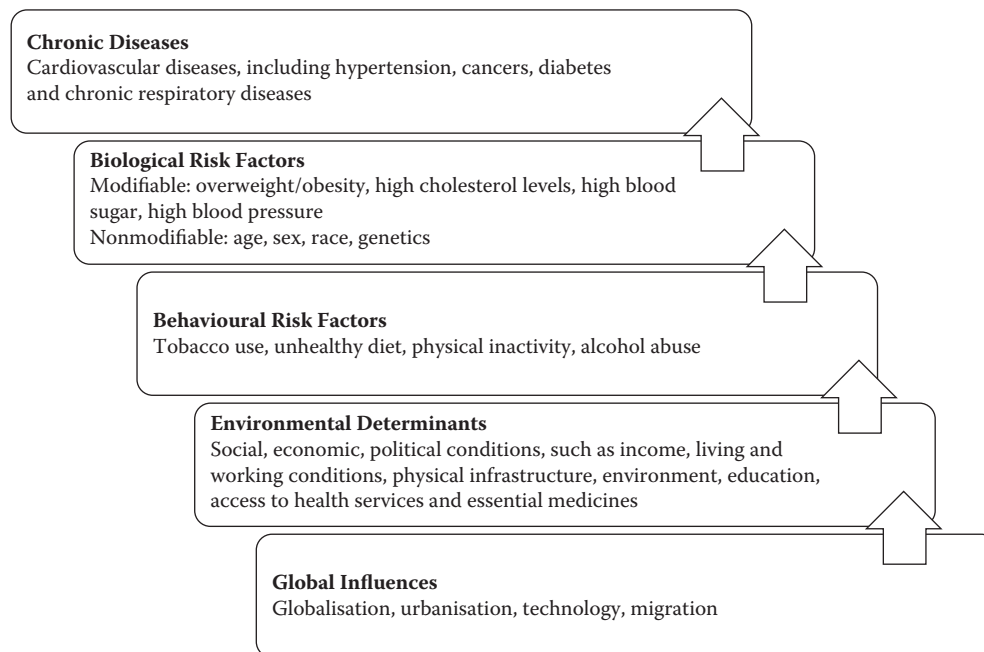 Chronic Diseases
Cardiovascular diseases, including hypertension, cancers, diabetes
and chronic respiratory diseases
Biological Risk Factors
Modifiable: overweight/obesity, high cholesterol levels, high blood
sugar, high blood pressure
Nonmodifiable: age, sex, race, genetics
Behavioural Risk Factors
Tobacco use, unhealthy diet, physical inactivity, alcohol abuse
Environmental Determinants
Social, economic, political conditions, such as income, living and
working conditions, physical infrastructure, environment, education,
access to health services and essential medicines
Global Influences
Globalisation, urbanisation, technology, migration